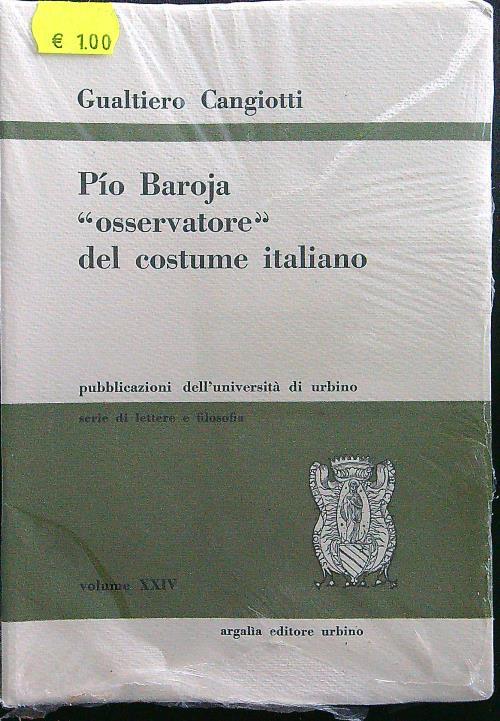 € 1.00
Gualtiero Cangiotti
Pío Baroja
“osservatore”
del costume italiano
pubblicazioni dell'università di urbino
serie di lettere e filosofia
volume XXIV
argalìa editore urbino